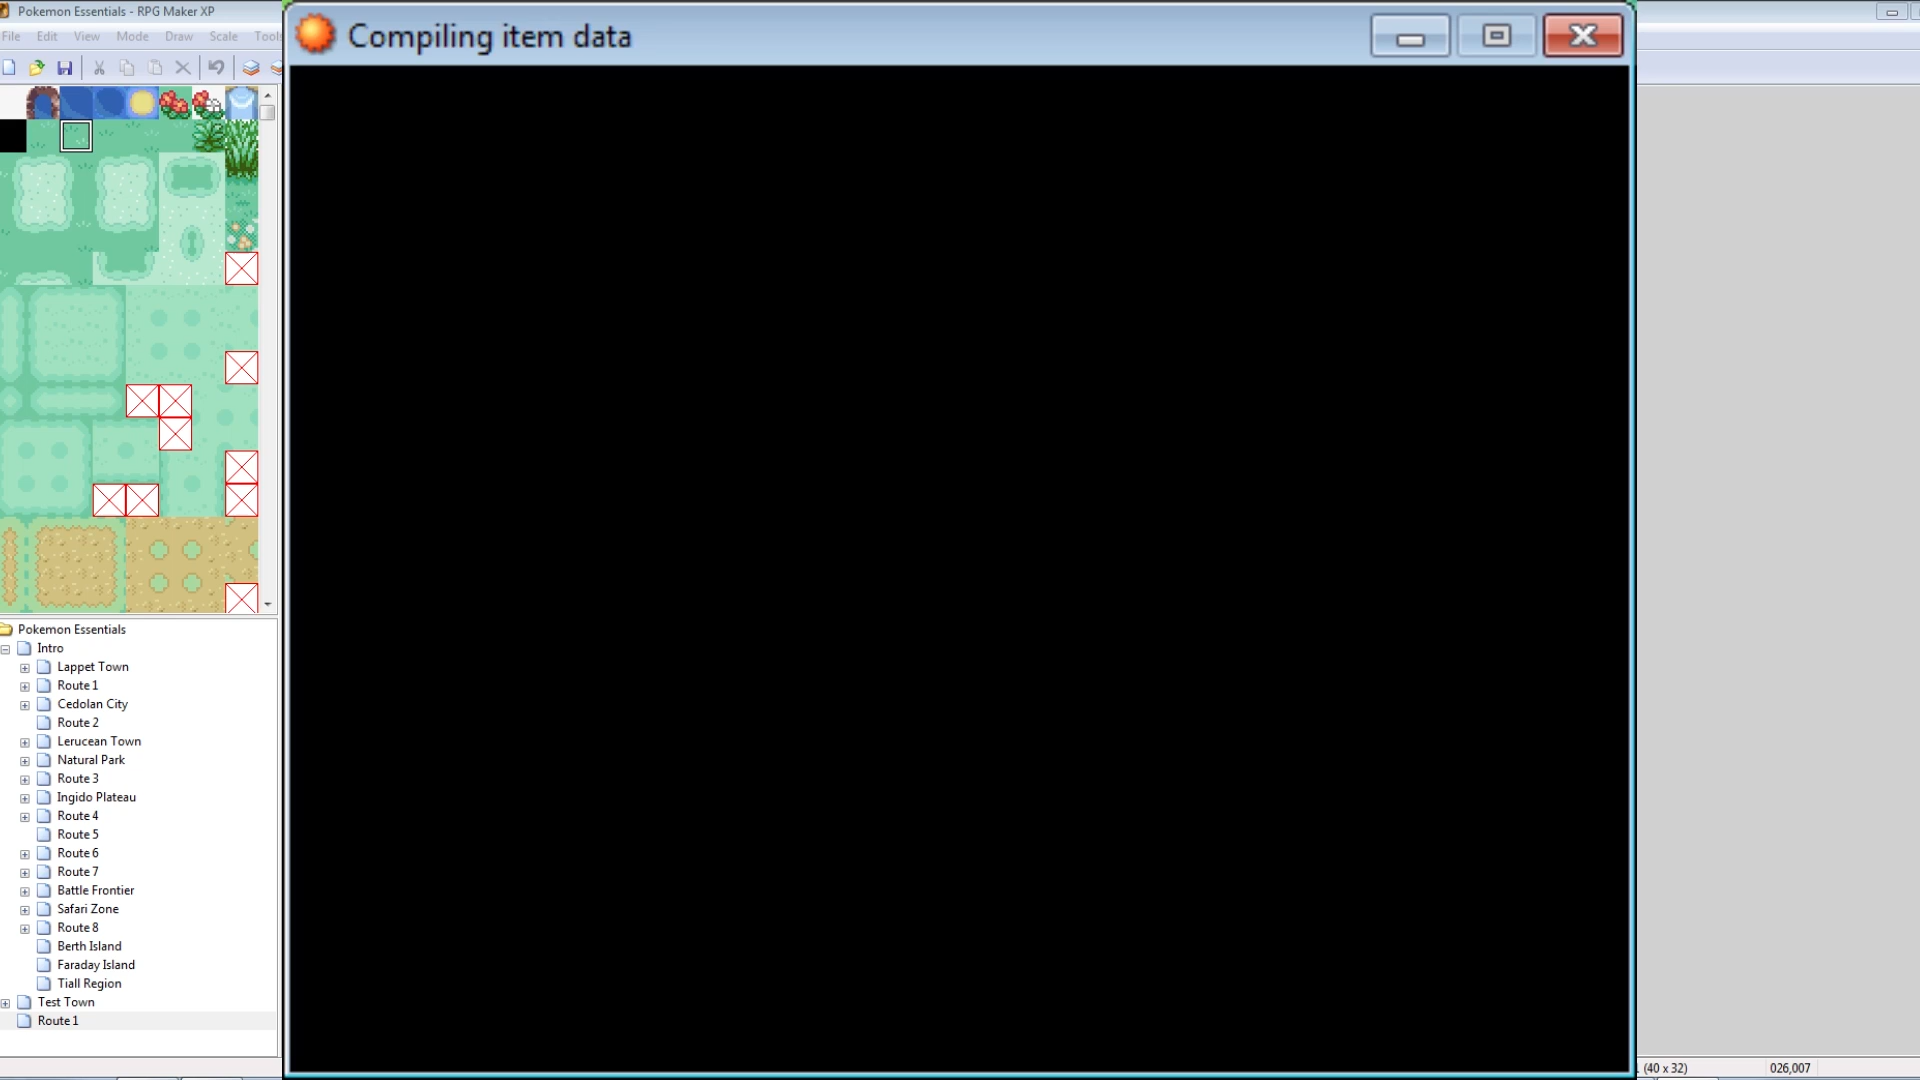 Pokemon Essentials - RPG Maker XP
File Edit View Mode Draw Scale Tools
Compiling item data
Pokemon Essentials
Intro
Lappet Town
Route 1
Cedolan City
Route 2
Lerucean Town
Natural Park
Route 3
Ingido Plateau
Route 4
Route 5
Route 6
Route 7
Battle Frontier
Safari Zone
Route 8
Berth Island
Faraday Island
Tiall Region
Test Town
Route 1
(40 x 32) 026,007